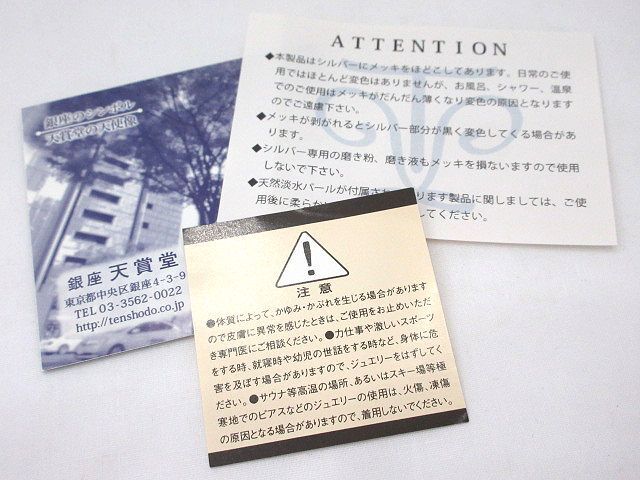 ATTENTION
◆本製品はシルバーにメッキをほどこしてあります。日常のご使
用ではほとんど変色はありませんが、お風呂、シャワー、温泉
でのご使用はメッキがだんだん薄くなり変色の原因となります
のでご遠慮下さい。
◆メッキが剥がれるとシルバー部分が黒く変色してくる場合があ
ります。
◆シルバー専用の磨き粉、磨き液もメッキを損ないますので使用
しないで下さい。
◆天然淡水パールが付属され
ります製品に関しましては、ご使
用後に柔らか
してください。
銀座のシンボル
天賞堂の天使像
銀座 天賞堂
東京都中央区銀座4-3-9
TEL 03-3562-0022
http://tenshodo.co.jp
注意
●体質によって、かゆみ・かぶれを生じる場合があります
ので皮膚に異常を感じたときは、ご使用をお止めいただ
き専門医にご相談ください。●力仕事や激しいスポーツ
をする時、就寝時や幼児の世話をする時など、身体に危
害を及ぼす場合がありますので、ジュエリーをはずしてく
ださい。●サウナ等高温の場所、あるいはスキー場等極
寒地でのピアスなどのジュエリーの使用は、火傷、凍傷
の原因となる場合がありますので、着用しないでください。